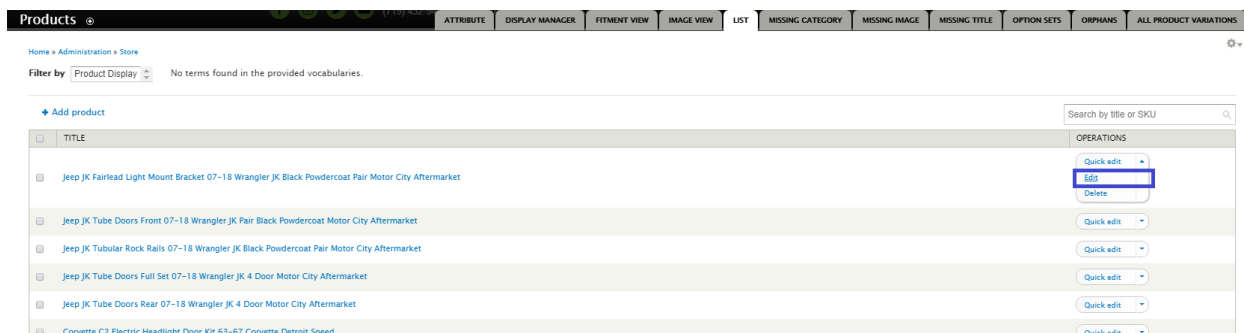 Products
(715) 432-54
ATTRIBUTE DISPLAY MANAGER FITMENT VIEW IMAGE VIEW LIST MISSING CATEGORY MISSING IMAGE MISSING TITLE OPTION SETS ORPHANS ALL PRODUCT VARIATIONS
Home » Administration » Store
Filter by Product Display No terms found in the provided vocabularies.
+ Add product
Search by title or SKU
TITLE OPERATIONS
Quick edit
Jeep JK Fairlead Light Mount Bracket 07-18 Wrangler JK Black Powdercoat Pair Motor City Aftermarket Edit
Delete
Jeep JK Tube Doors Front 07-18 Wrangler JK Pair Black Powdercoat Motor City Aftermarket Quick edit
Jeep JK Tubular Rock Rails 07-18 Wrangler JK Black Powdercoat Pair Motor City Aftermarket Quick edit
Jeep JK Tube Doors Full Set 07-18 Wrangler JK 4 Door Motor City Aftermarket Quick edit
Jeep JK Tube Doors Rear 07-18 Wrangler JK 4 Door Motor City Aftermarket Quick edit
Corvette C2 Electric Headlight Door Kit 63-67 Corvette Detroit Speed Quick edit